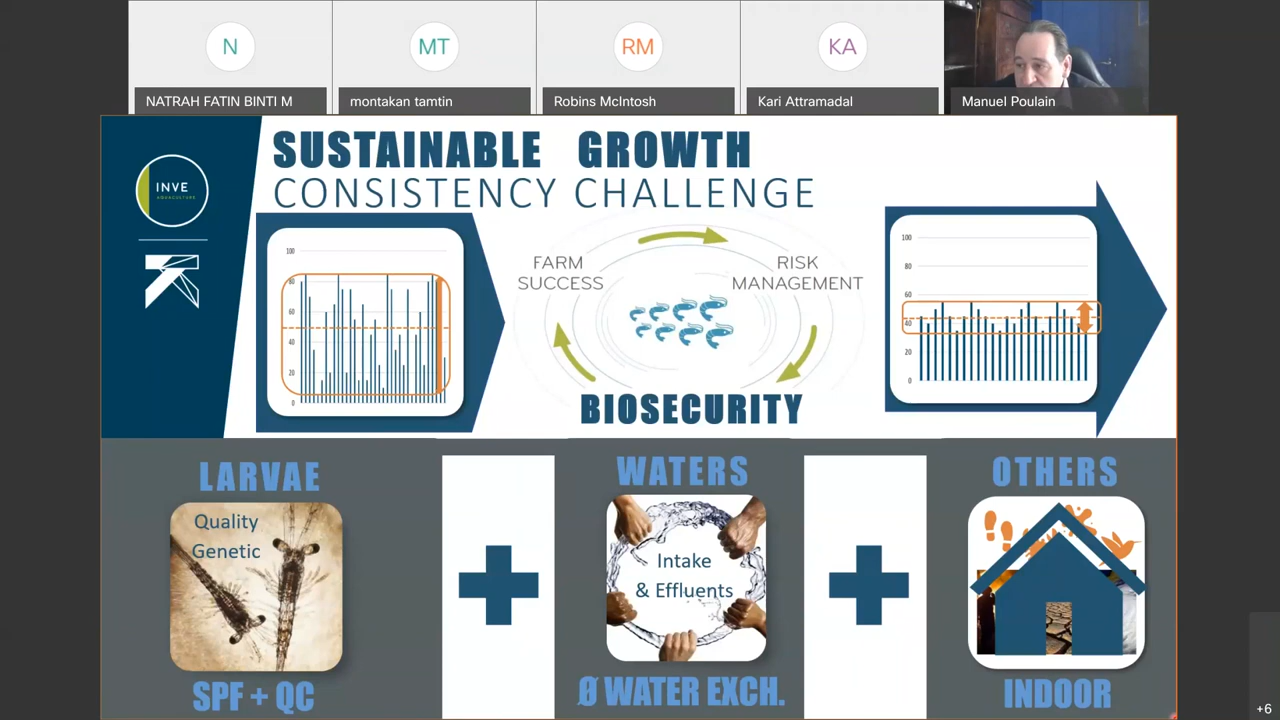 N
MT
RM
KA
NATRAH FATIN BINTI M
montakan tamtin
Robins McIntosh
Kari Attramadal
Manuel Poulain
INVE
AQUACULTURE
SUSTAINABLE GROWTH
CONSISTENCY CHALLENGE
100
80
60
40
20
0
FARM
SUCCESS
RISK
MANAGEMENT
BIOSECURITY
100
80
60
40
20
0
LARVAE
Quality
Genetic
SPF + QC
WATERS
Intake
& Effluents
Ø WATER EXCH.
OTHERS
INDOOR
+6